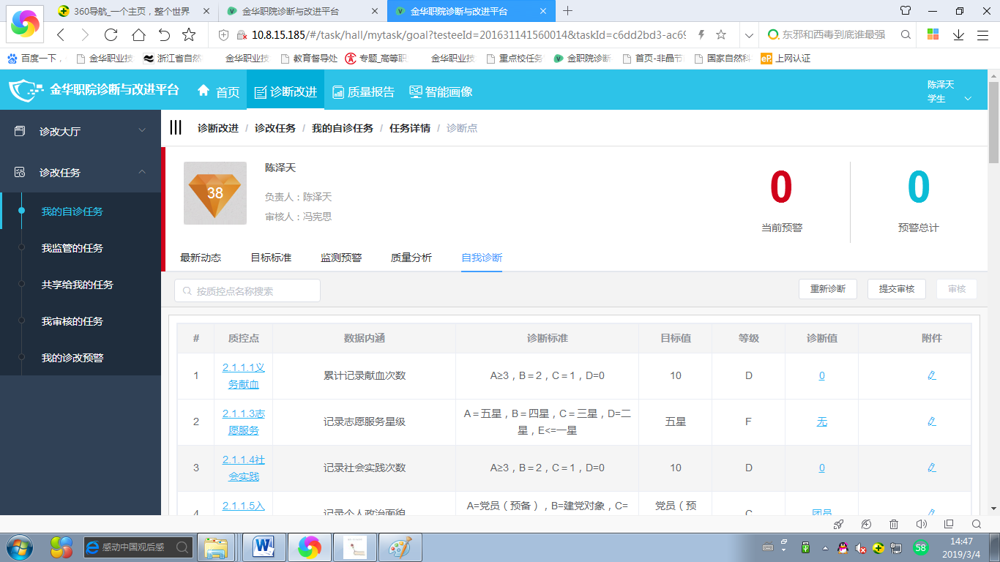 360导航_一个主页，整个世界
金华职院诊断与改进平台
金华职院诊断与改进平台
10.8.15.185/#/task/hall/mytask/goal?testeeId=201631141560014&taskId=c6dd2bd3-ac69
东邪和西毒到底谁最强
百度一下，
金华职业技
浙江省自然
金华职业技
教育督导处
专题_高等职
金华职业技
重点校任务
金职院诊断
首页-非晶节
国家自然科
上网认证
金华职院诊断与改进平台
首页
诊断改进
质量报告
智能画像
陈泽天
学生
诊改大厅
诊改任务
我的自诊任务
我监管的任务
共享给我的任务
我审核的任务
我的诊改预警
诊断改进 / 诊改任务 / 我的自诊任务 / 任务详情 / 诊断点
38
陈泽天
负责人：陈泽天
审核人：冯宪思
0
当前预警
0
预警总计
最新动态 目标标准 监测预警 质量分析 自我诊断
按质控点名称搜索
重新诊断 提交审核 审核
# 质控点 数据内涵 诊断标准 目标值 等级 诊断值 附件
1 2.1.1.1义 累计记录献血次数 A≥3，B＝2，C＝1，D=0 10 D 0
务献血
2 2.1.1.3志 记录志愿服务星级 A＝五星，B＝四星，C＝三星，D=二 五星 F 无
愿服务 星，E<=一星
3 2.1.1.4社 记录社会实践次数 A≥3，B＝2，C＝1，D=0 10 D 0
会实践
4 2.1.1.5入 记录个人政治面貌 A=党员（预备），B=建党对象，C= 党员（预 C 团员
感动中国观后感
58
14:47
2019/3/4